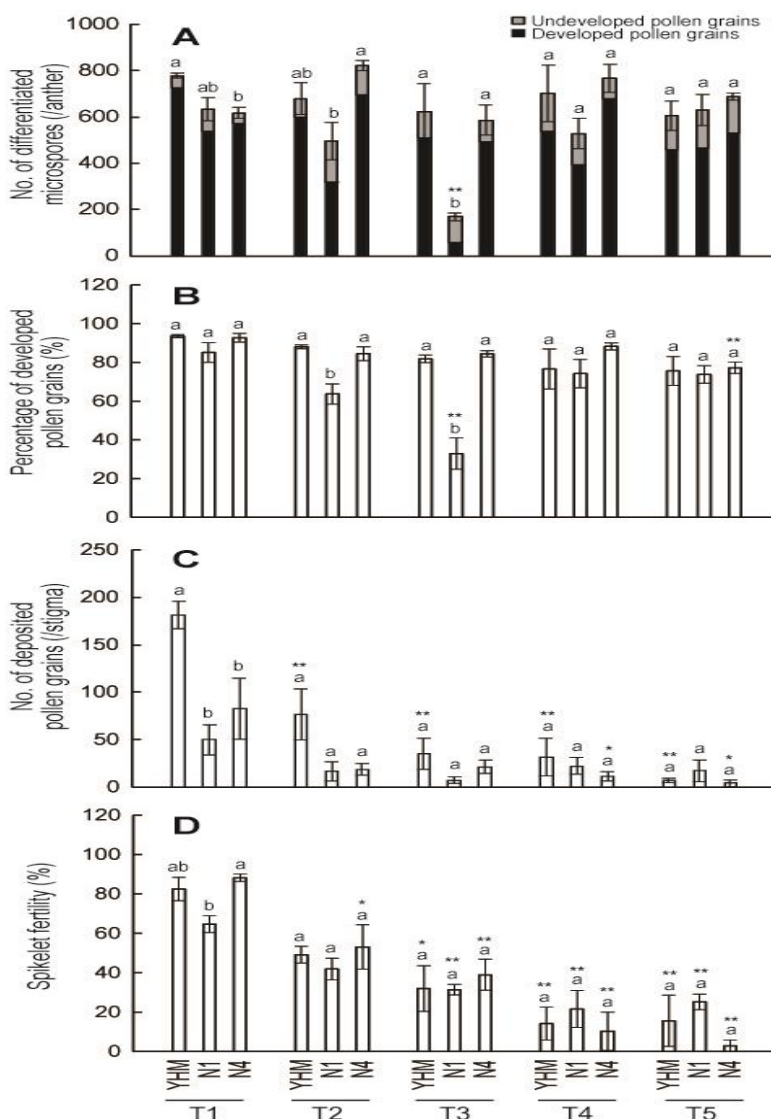 Undeveloped pollen grains
Developed pollen grains
A
No. of differentiated
microspores (/anther)
1000
800
600
400
200
0
a ab b ab b a a ** b a a a a a a a
B
Percentage of developed
pollen grains (%)
120
100
80
60
40
20
0
a a a a b a a ** b a a a a a a ** a
C
No. of deposited
pollen grains (/stigma)
250
200
150
100
50
0
a b b ** a a a ** a a a ** a a * a ** a a * a
D
Spikelet fertility (%)
120
100
80
60
40
20
0
ab b a a a * a * a ** a ** a ** a ** a ** a ** a ** a ** a
YHM N1 N4 YHM N1 N4 YHM N1 N4 YHM N1 N4 YHM N1 N4
T1 T2 T3 T4 T5